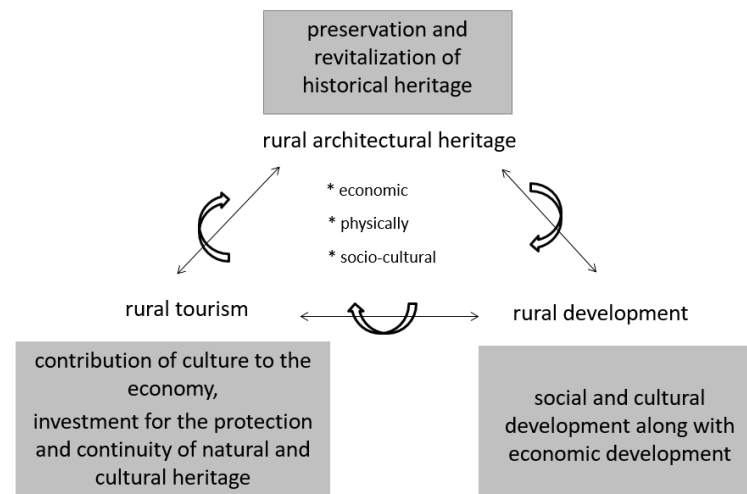 preservation and
revitalization of
historical heritage
rural architectural heritage
* economic
* physically
* socio-cultural
rural tourism
rural development
contribution of culture to the
economy,
investment for the protection
and continuity of natural and
cultural heritage
social and cultural
development along with
economic development